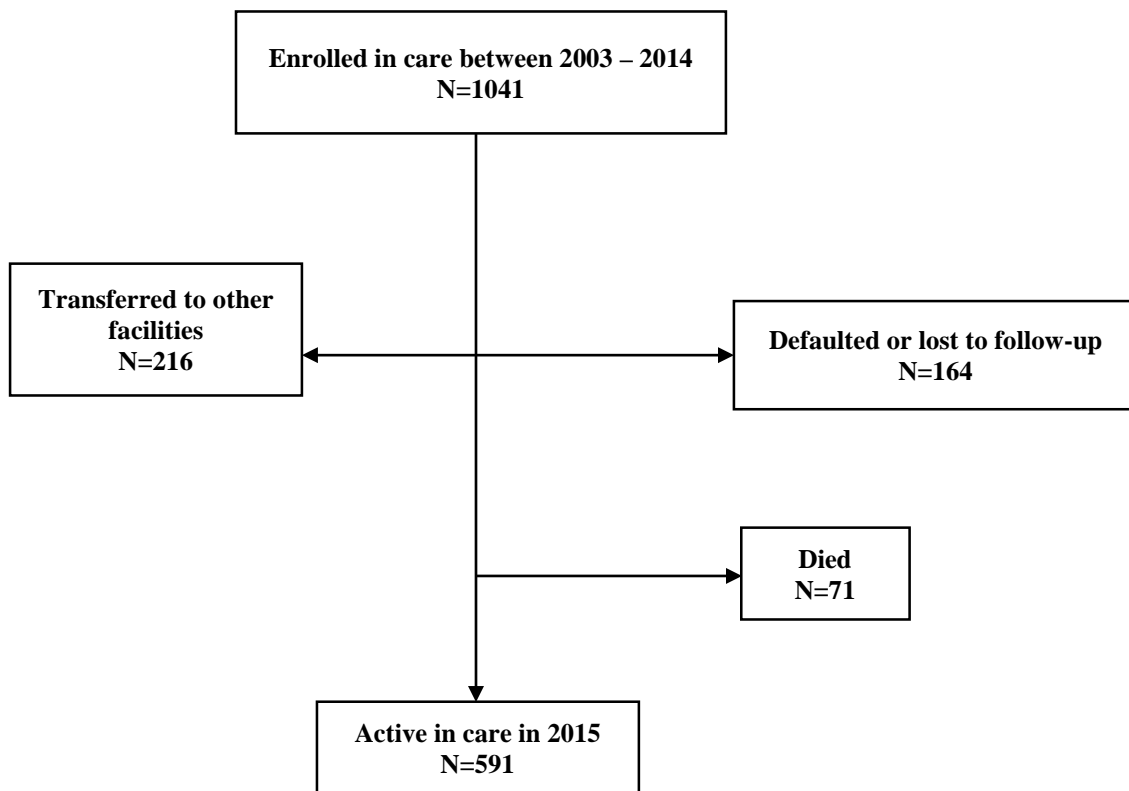 Enrolled in care between 2003 – 2014
N=1041
Transferred to other
facilities
N=216
Defaulted or lost to follow-up
N=164
Died
N=71
Active in care in 2015
N=591